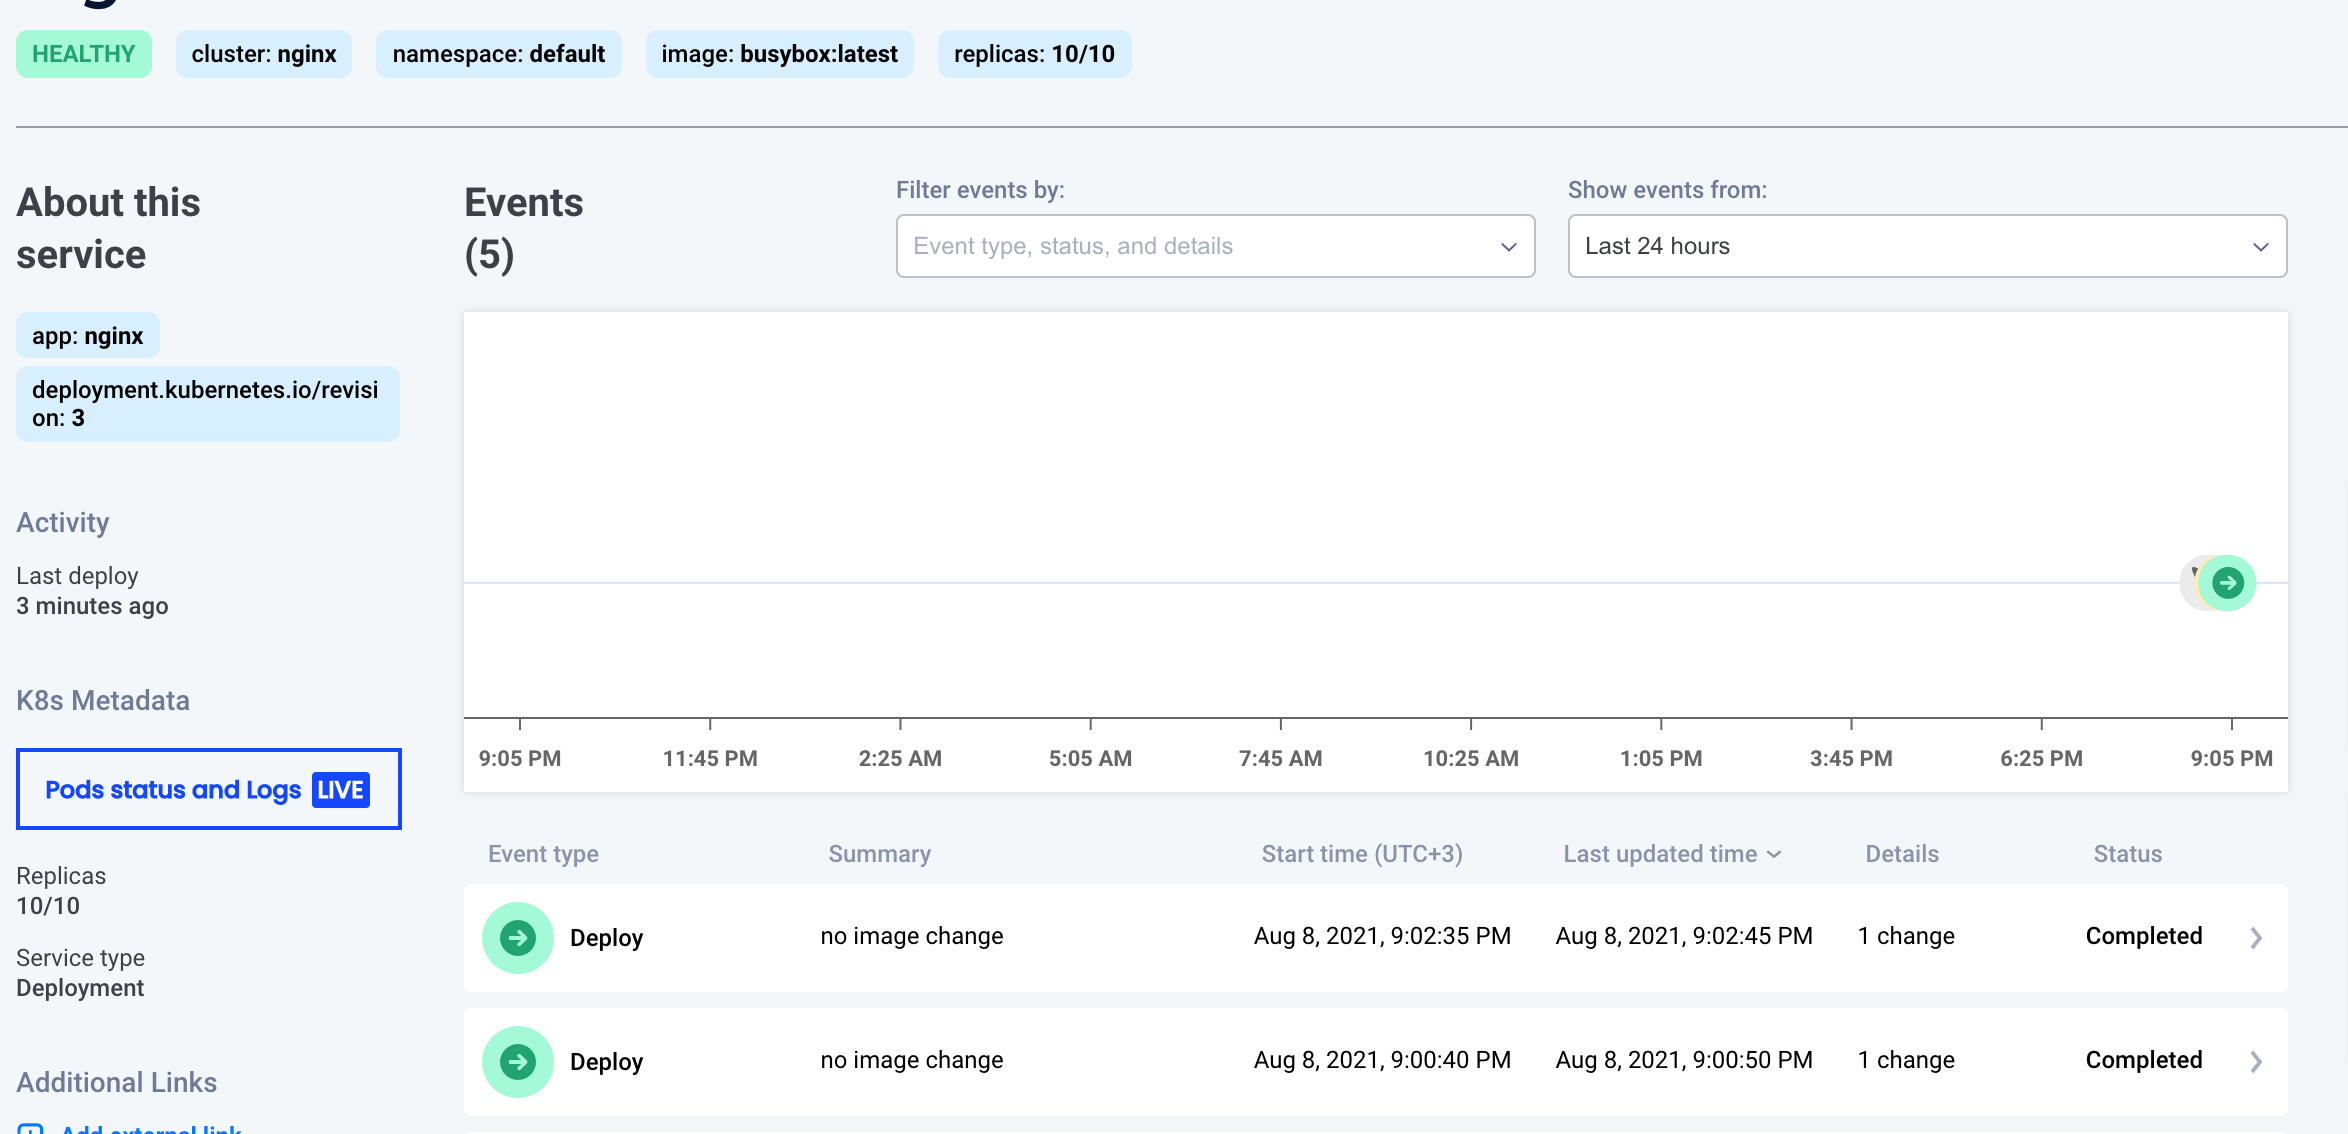 HEALTHY
cluster: nginx
namespace: default
image: busybox:latest
replicas: 10/10
About this
service
app: nginx
deployment.kubernetes.io/revisi
on: 3
Activity
Last deploy
3 minutes ago
K8s Metadata
Pods status and Logs LIVE
Replicas
10/10
Service type
Deployment
Additional Links
Add external link
Events
(5)
Filter events by:
Event type, status, and details
Show events from:
Last 24 hours
9:05 PM 11:45 PM 2:25 AM 5:05 AM 7:45 AM 10:25 AM 1:05 PM 3:45 PM 6:25 PM 9:05 PM
Event type Summary Start time (UTC+3) Last updated time Details Status
Deploy no image change Aug 8, 2021, 9:02:35 PM Aug 8, 2021, 9:02:45 PM 1 change Completed
Deploy no image change Aug 8, 2021, 9:00:40 PM Aug 8, 2021, 9:00:50 PM 1 change Completed